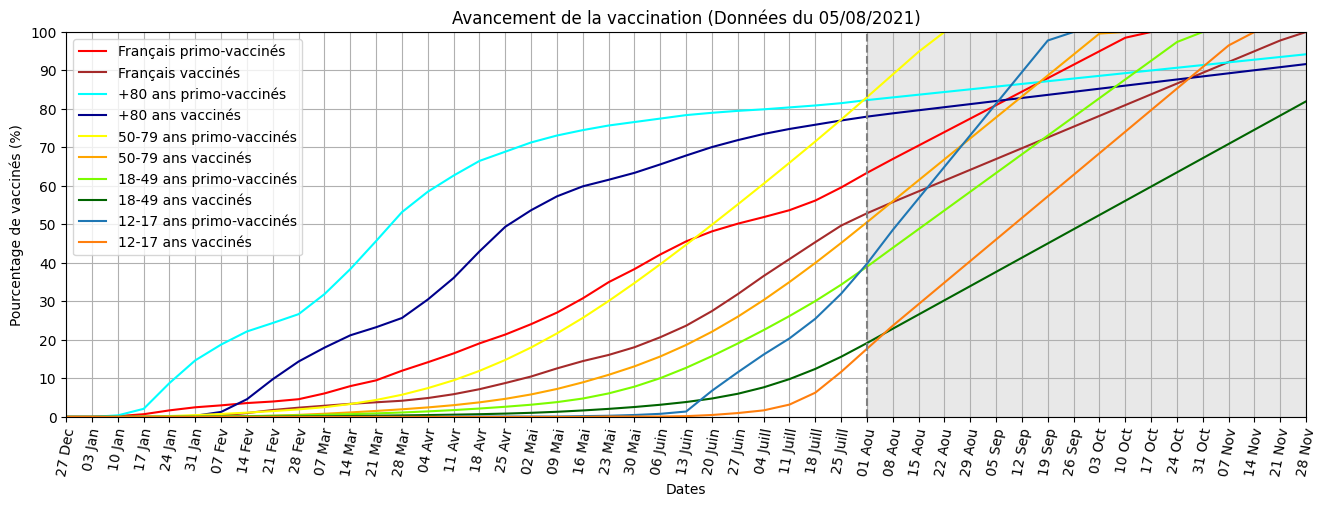 Avancement de la vaccination (Données du 05/08/2021)
Pourcentage de vaccinés (%)
100
90
80
70
60
50
40
30
20
10
0
Français primo-vaccinés
Français vaccinés
+80 ans primo-vaccinés
+80 ans vaccinés
50-79 ans primo-vaccinés
50-79 ans vaccinés
18-49 ans primo-vaccinés
18-49 ans vaccinés
12-17 ans primo-vaccinés
12-17 ans vaccinés
27 Dec
03 Jan
10 Jan
17 Jan
24 Jan
31 Jan
07 Fev
14 Fev
21 Fev
28 Fev
07 Mar
14 Mar
21 Mar
28 Mar
04 Avr
11 Avr
18 Avr
25 Avr
02 Mai
09 Mai
16 Mai
23 Mai
30 Mai
06 Juin
13 Juin
20 Juin
27 Juin
04 Juill
11 Juill
18 Juill
25 Juill
01 Aou
08 Aou
15 Aou
22 Aou
29 Aou
05 Sep
12 Sep
19 Sep
26 Sep
03 Oct
10 Oct
17 Oct
24 Oct
31 Oct
07 Nov
14 Nov
21 Nov
28 Nov
Dates